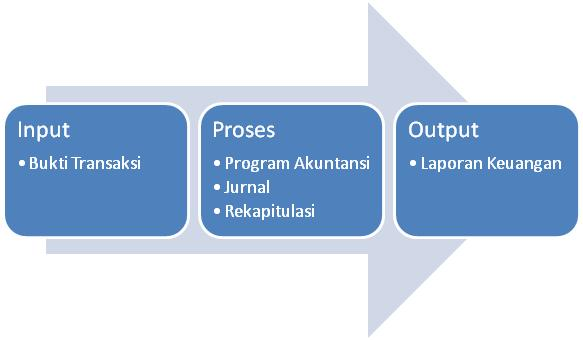 Input
• Bukti Transaksi
Proses
• Program Akuntansi
• Jurnal
• Rekapitulasi
Output
• Laporan Keuangan